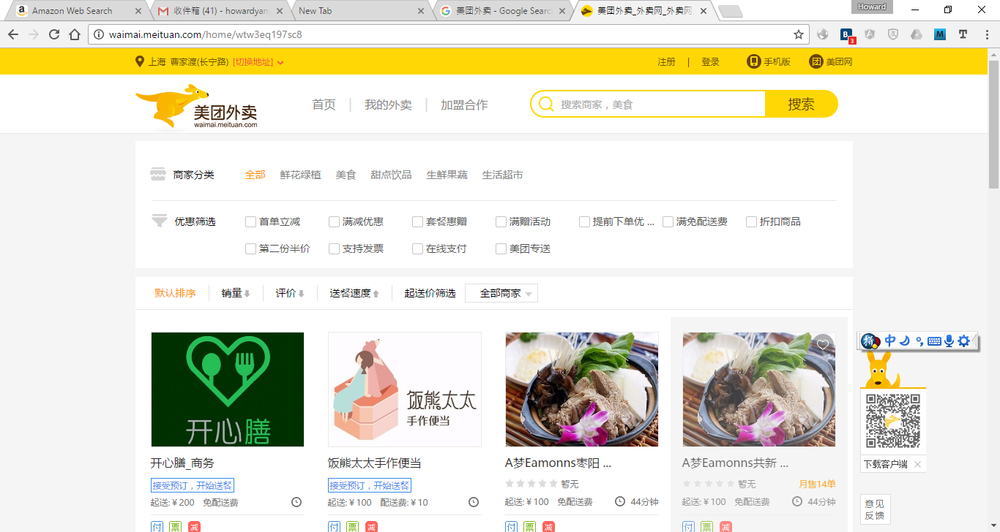 Amazon Web Search
收件箱 (41) - howardyan
New Tab
美团外卖 - Google Searc
美团外卖_外卖网_外卖网
Howard
waimai.meituan.com/home/wtw3eq197sc8
上海 曹家渡(长宁路) [切换地址]
注册 | 登录 手机版 美团网
美团外卖
waimai.meituan.com
首页 我的外卖 加盟合作
搜索商家，美食
搜索
商家分类 全部 鲜花绿植 美食 甜点饮品 生鲜果蔬 生活超市
优惠筛选 首单立减 满减优惠 套餐惠赠 满赠活动 提前下单优 ... 满免配送费 折扣商品
第二份半价 支持发票 在线支付 美团专送
默认排序 销量 评价 送餐速度 起送价筛选 全部商家
开心膳
饭熊太太
手作便当
拼 中
下载客户端
意见
反馈
开心膳_商务
接受预订，开始送餐
起送:￥200 免配送费
付 票 减
饭熊太太手作便当
接受预订，开始送餐
起送:￥100 配送费:￥10
付 票 减
A梦Eamonns枣阳 ...
暂无
起送:￥100 免配送费 44分钟
付 票 减
A梦Eamonns共新 ...
暂无 月售14单
起送:￥100 免配送费 44分钟
付 票 减